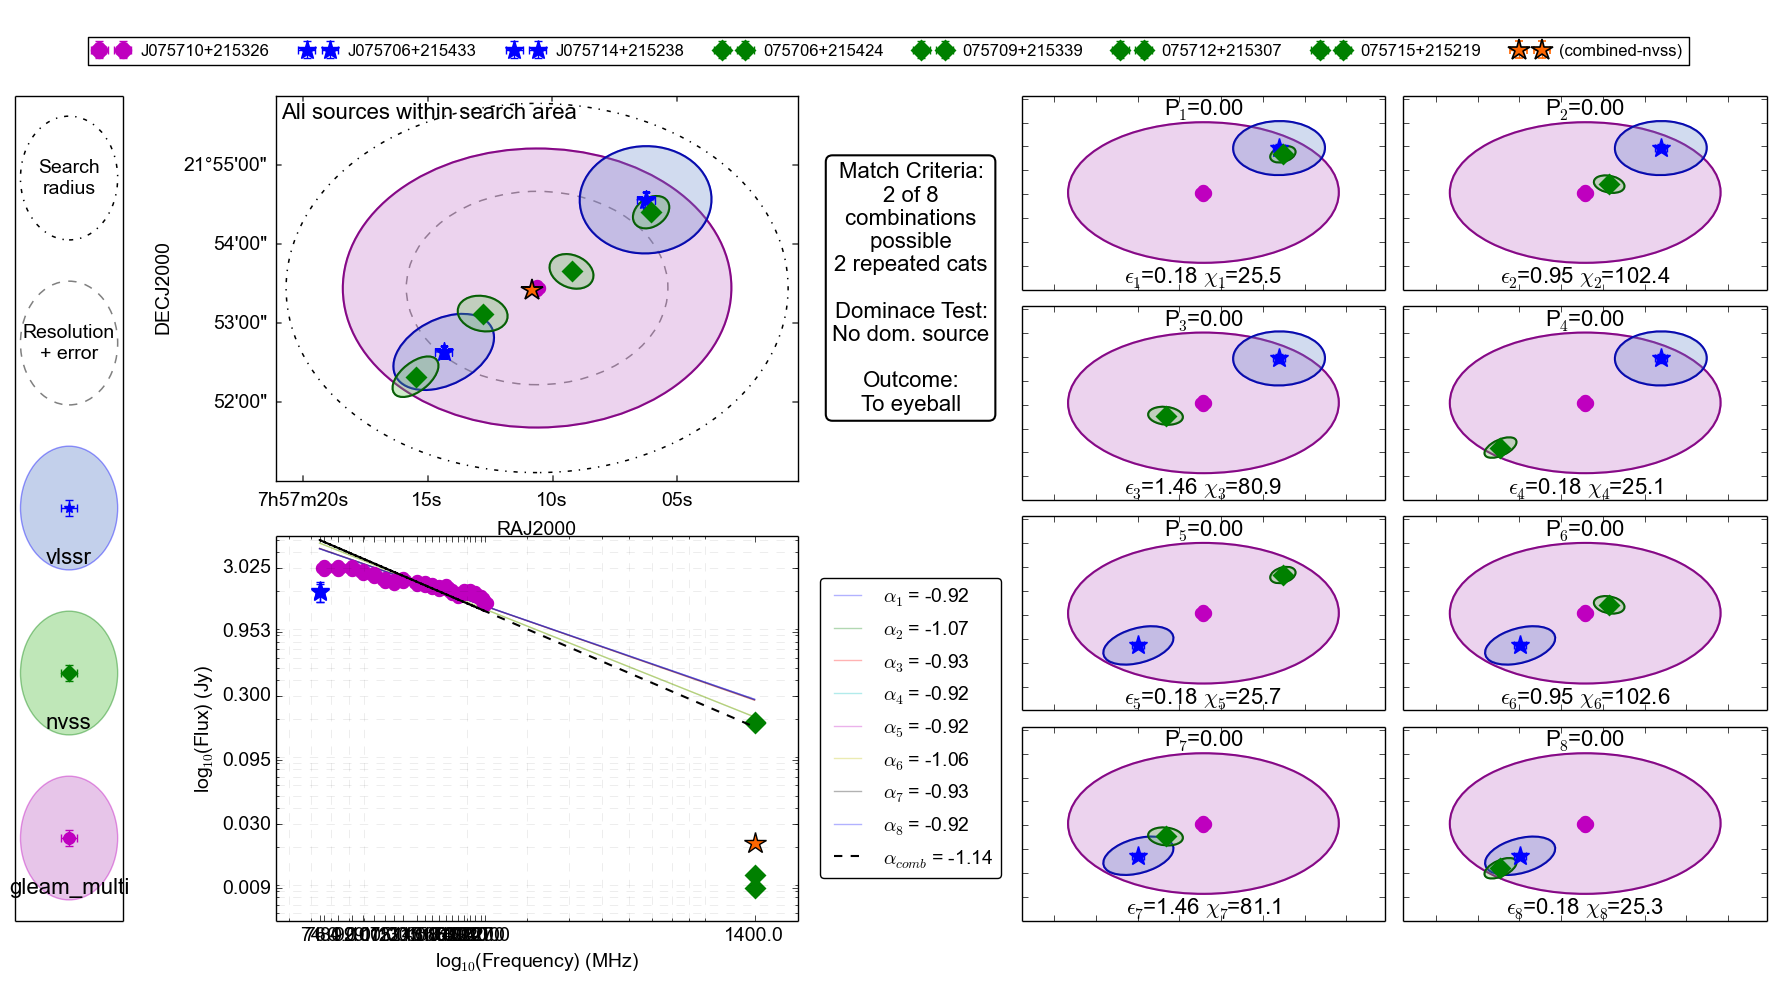 J075710+215326 J075706+215433 J075714+215238 075706+215424 075709+215339 075712+215307 075715+215219 (combined-nvss)
Search
radius
Resolution
+ error
vlssr
nvss
gleam_multi
All sources within search area
21°55'00"
54'00"
53'00"
52'00"
DECJ2000
7h57m20s 15s 10s 05s
RAJ2000
Match Criteria:
2 of 8
combinations
possible
2 repeated cats
Dominace Test:
No dom. source
Outcome:
To eyeball
3.025
0.953
0.300
0.095
0.030
0.009
log10(Flux) (Jy)
1400.0
log10(Frequency) (MHz)
α1 = -0.92
α2 = -1.07
α3 = -0.93
α4 = -0.92
α5 = -0.92
α6 = -1.06
α7 = -0.93
α8 = -0.92
αcomb = -1.14
P1=0.00
ϵ1=0.18 χ1=25.5
P2=0.00
ϵ2=0.95 χ2=102.4
P3=0.00
ϵ3=1.46 χ3=80.9
P4=0.00
ϵ4=0.18 χ4=25.1
P5=0.00
ϵ5=0.18 χ5=25.7
P6=0.00
ϵ6=0.95 χ6=102.6
P7=0.00
ϵ7=1.46 χ7=81.1
P8=0.00
ϵ8=0.18 χ8=25.3